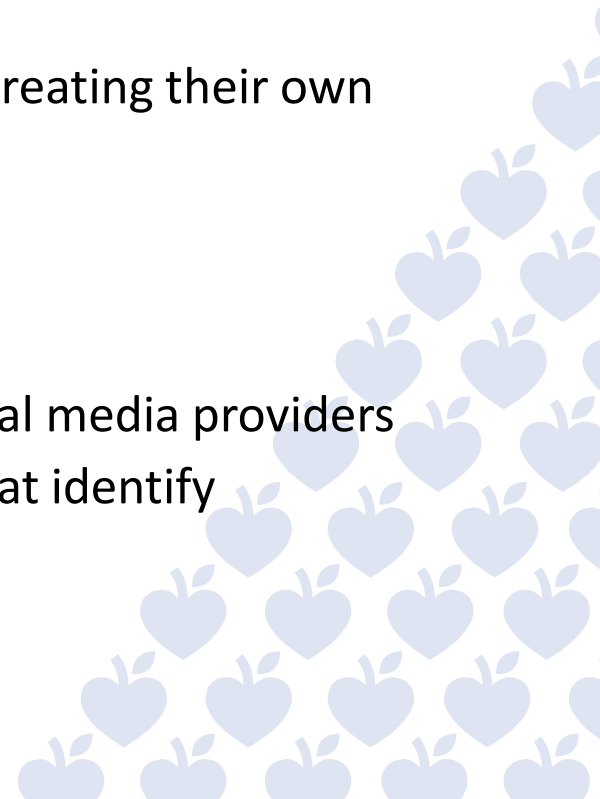 reating their own
al media providers
at identify